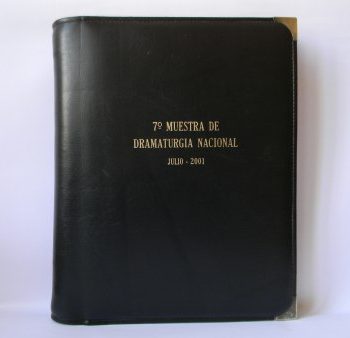 7º MUESTRA DE
DRAMATURGIA NACIONAL
JULIO - 2001